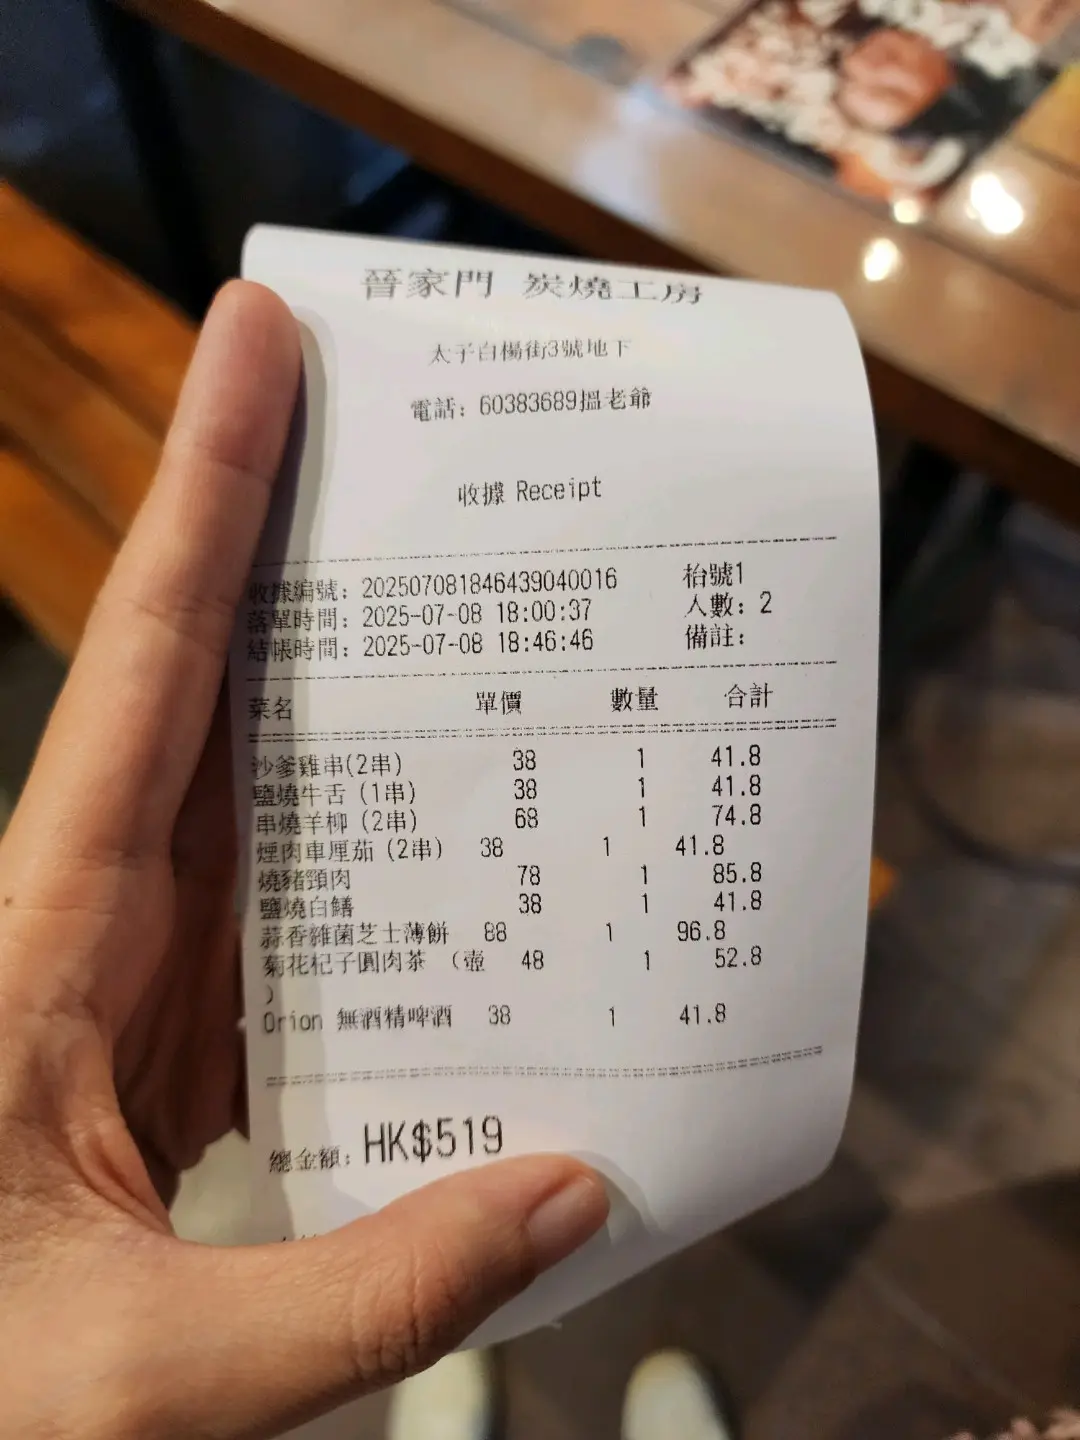 晉家門 炭燒工房
太子白楊街3號地下
電話: 60383689搵老爺
收據 Receipt
收據編號: 202507081846439040016 枱號1
落單時間: 2025-07-08 18:00:37 人數: 2
結帳時間: 2025-07-08 18:46:46 備註:
菜名 單價 數量 合計
沙爹雞串(2串) 38 1 41.8
鹽燒牛舌 (1串) 38 1 41.8
串燒羊柳 (2串) 68 1 74.8
煙肉車厘茄 (2串) 38 1 41.8
燒豬頸肉 78 1 85.8
鹽燒白鱔 38 1 41.8
蒜香雜菌芝士薄餅 88 1 96.8
菊花杞子圓肉茶 (壺 48 1 52.8
)
Orion 無酒精啤酒 38 1 41.8
總金額: HK$519